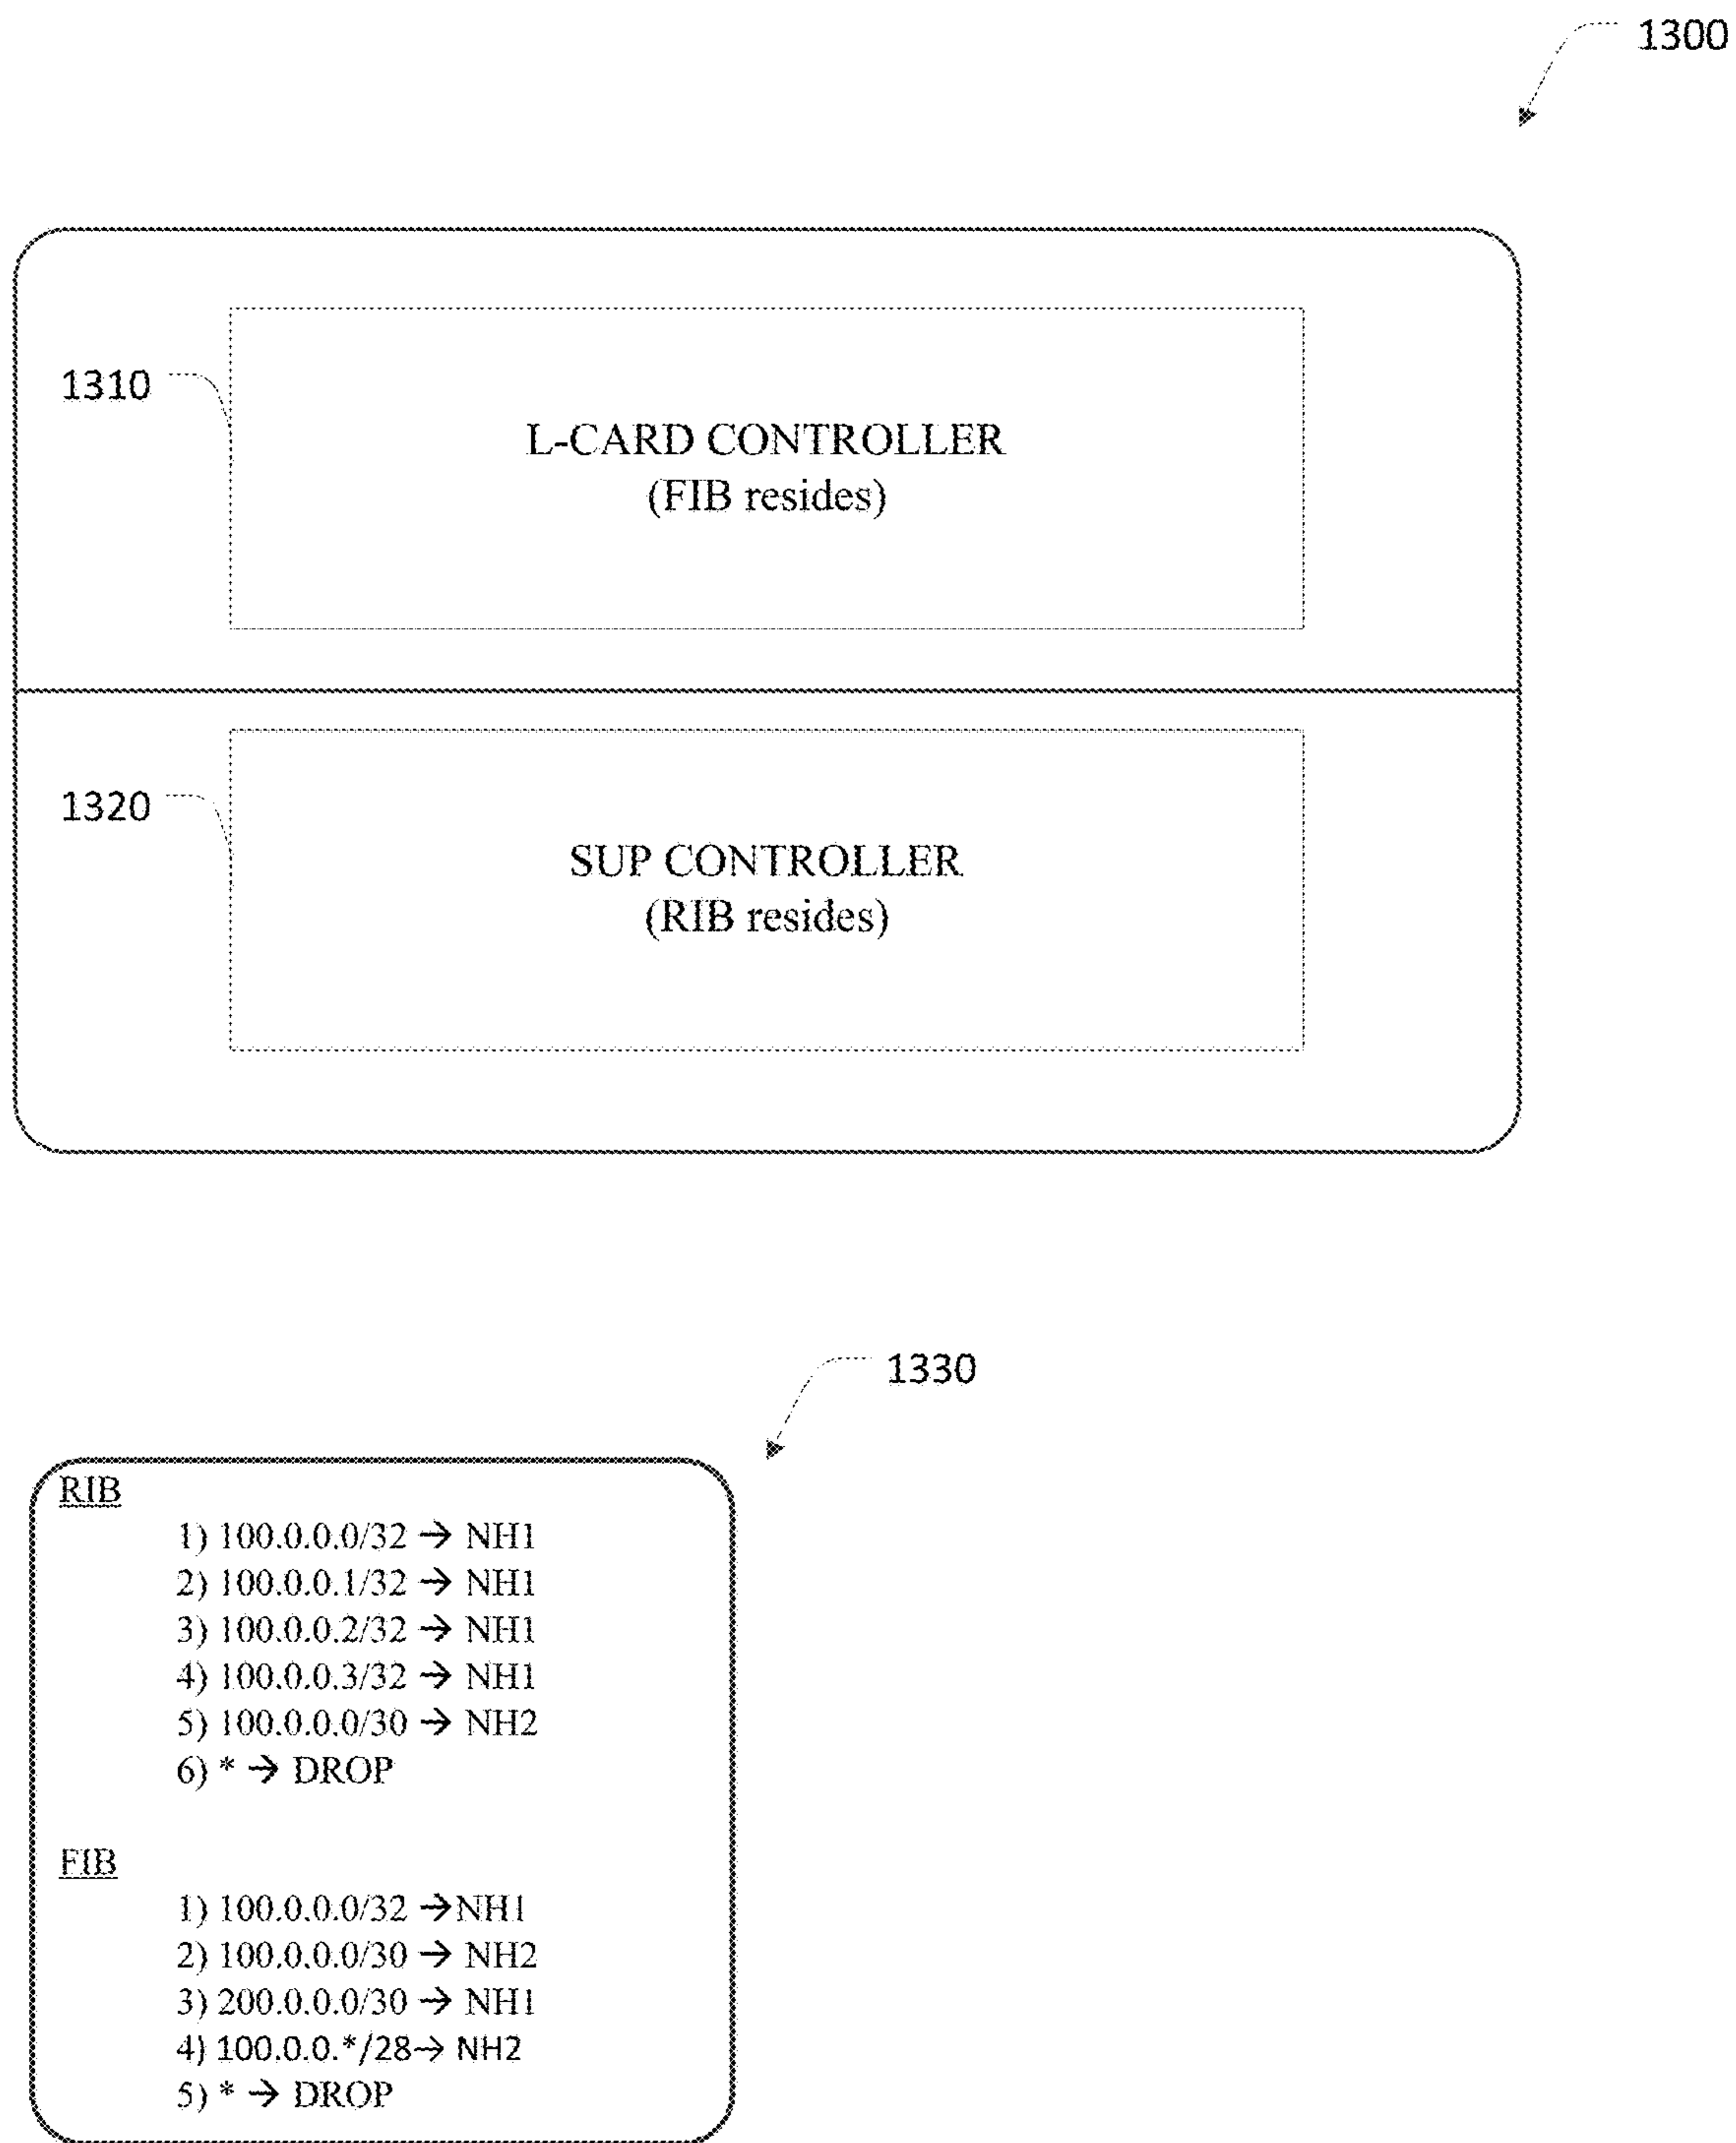 1300
1310
L-CARD CONTROLLER
(FIB resides)
1320
SUP CONTROLLER
(RIB resides)
1330
RIB
1) 100.0.0.0/32 → NH1
2) 100.0.0.1/32 → NH1
3) 100.0.0.2/32 → NH1
4) 100.0.0.3/32 → NH1
5) 100.0.0.0/30 → NH2
6) * → DROP
FIB
1) 100.0.0.0/32 →NH1
2) 100.0.0.0/30 → NH2
3) 200.0.0.0/30 → NH1
4) 100.0.0.*/28→ NH2
5) * → DROP